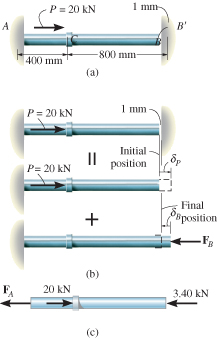 P = 20 kN
1 mm
A
B'
C
400 mm
800 mm
(a)
P = 20 kN
1 mm
Initial
position
δP
P= 20 kN
Final
position
δB
FB
(b)
FA
20 kN
3.40 kN
(c)